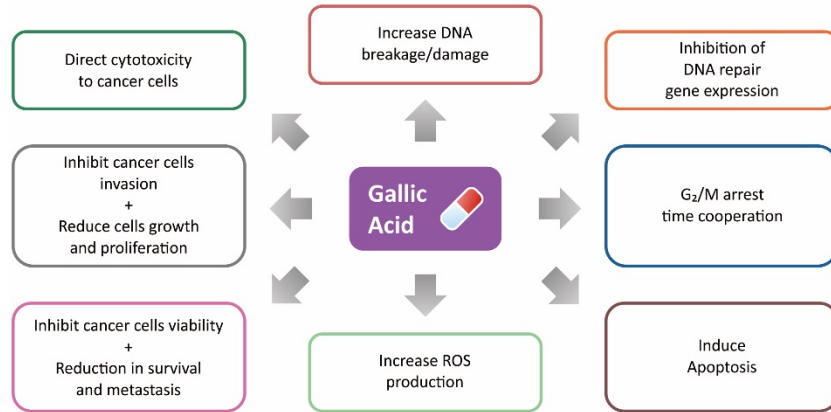 Direct cytotoxicity
to cancer cells
Increase DNA
breakage/damage
Inhibition of
DNA repair
gene expression
Inhibit cancer cells
invasion
+
Reduce cells growth
and proliferation
Gallic
Acid
G₂/M arrest
time cooperation
Inhibit cancer cells viability
+
Reduction in survival
and metastasis
Increase ROS
production
Induce
Apoptosis